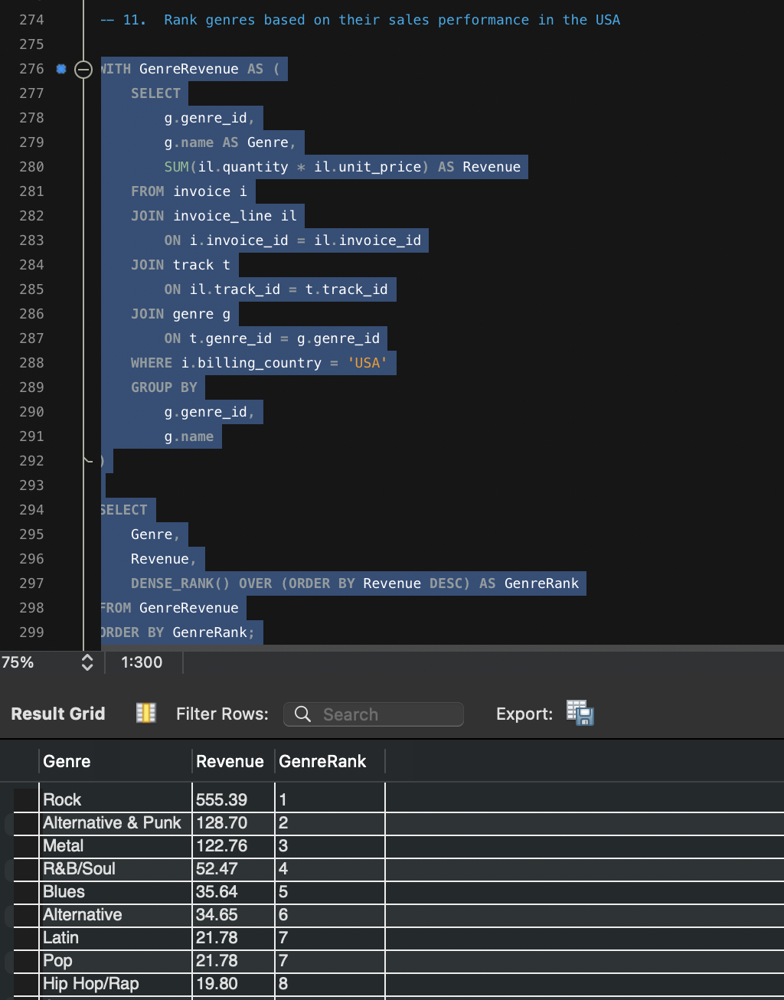 274 -- 11.  Rank genres based on their sales performance in the USA
275
276 WITH GenreRevenue AS (
277     SELECT
278         g.genre_id,
279         g.name AS Genre,
280         SUM(il.quantity * il.unit_price) AS Revenue
281     FROM invoice i
282     JOIN invoice_line il
283         ON i.invoice_id = il.invoice_id
284     JOIN track t
285         ON il.track_id = t.track_id
286     JOIN genre g
287         ON t.genre_id = g.genre_id
288     WHERE i.billing_country = 'USA'
289     GROUP BY
290         g.genre_id,
291         g.name
292 )
293
294 SELECT
295     Genre,
296     Revenue,
297     DENSE_RANK() OVER (ORDER BY Revenue DESC) AS GenreRank
298 FROM GenreRevenue
299 ORDER BY GenreRank;
75% 1:300
Result Grid Filter Rows: Search Export:
Genre Revenue GenreRank
Rock 555.39 1
Alternative & Punk 128.70 2
Metal 122.76 3
R&B/Soul 52.47 4
Blues 35.64 5
Alternative 34.65 6
Latin 21.78 7
Pop 21.78 7
Hip Hop/Rap 19.80 8